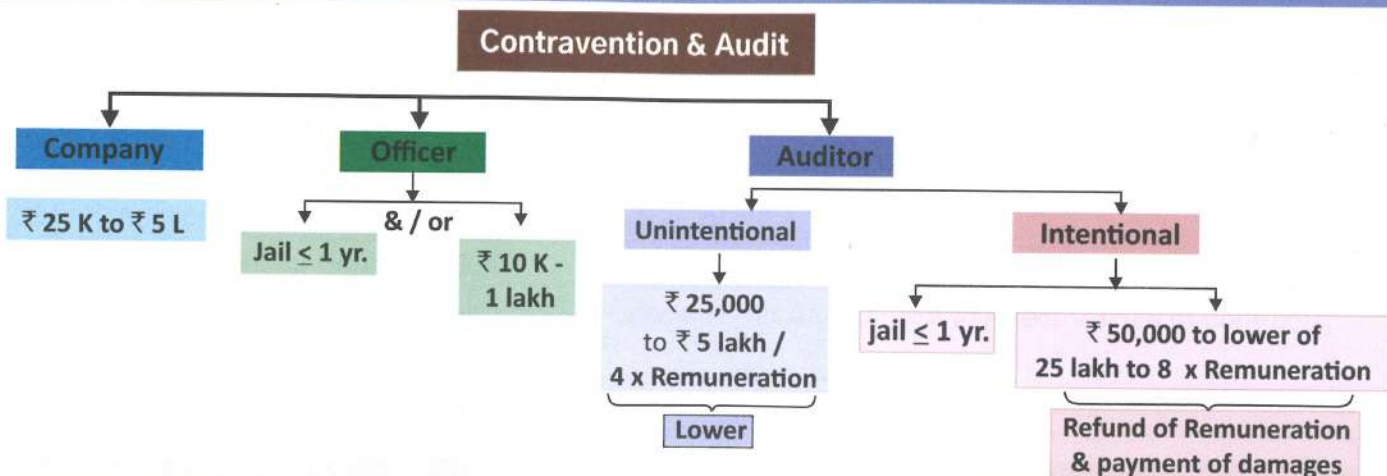 Contravention & Audit
Company
Officer
Auditor
₹ 25 K to ₹ 5 L
& / or
Jail ≤ 1 yr.
₹ 10 K -
1 lakh
Unintentional
Intentional
₹ 25,000
to ₹ 5 lakh /
4 x Remuneration
Lower
jail ≤ 1 yr.
₹ 50,000 to lower of
25 lakh to 8 x Remuneration
Refund of Remuneration
& payment of damages